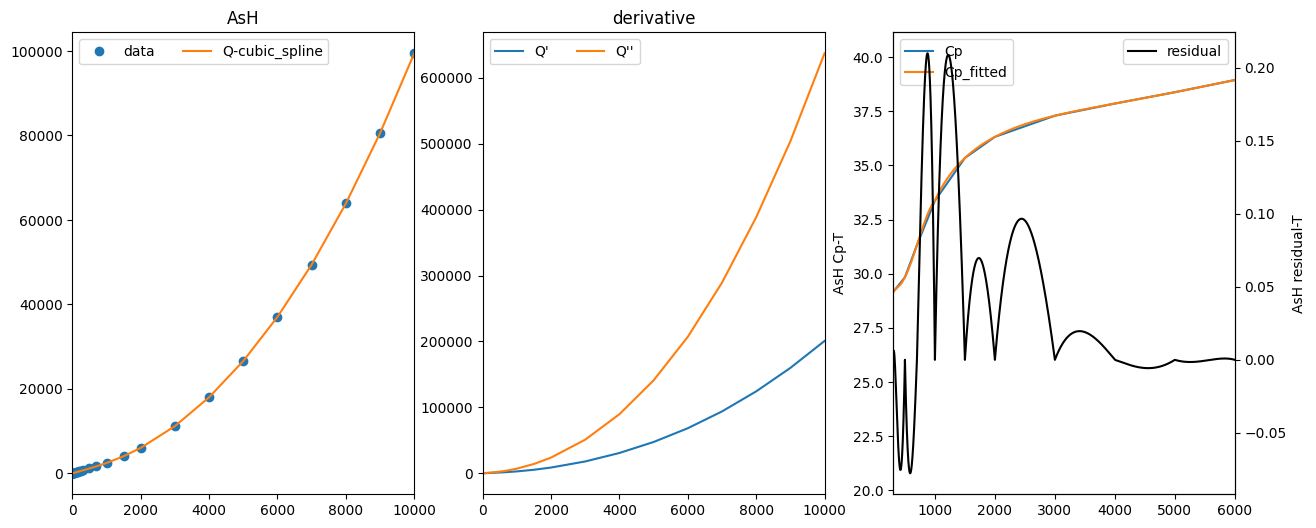 AsH
data
Q-cubic_spline
100000
80000
60000
40000
20000
0
0 2000 4000 6000 8000 10000
derivative
Q'
Q''
600000
500000
400000
300000
200000
100000
0
0 2000 4000 6000 8000 10000
Cp
Cp_fitted
residual
AsH Cp-T
40.0
37.5
35.0
32.5
30.0
27.5
25.0
22.5
20.0
1000 2000 3000 4000 5000 6000
0.20
0.15
0.10
0.05
0.00
−0.05
AsH residual-T